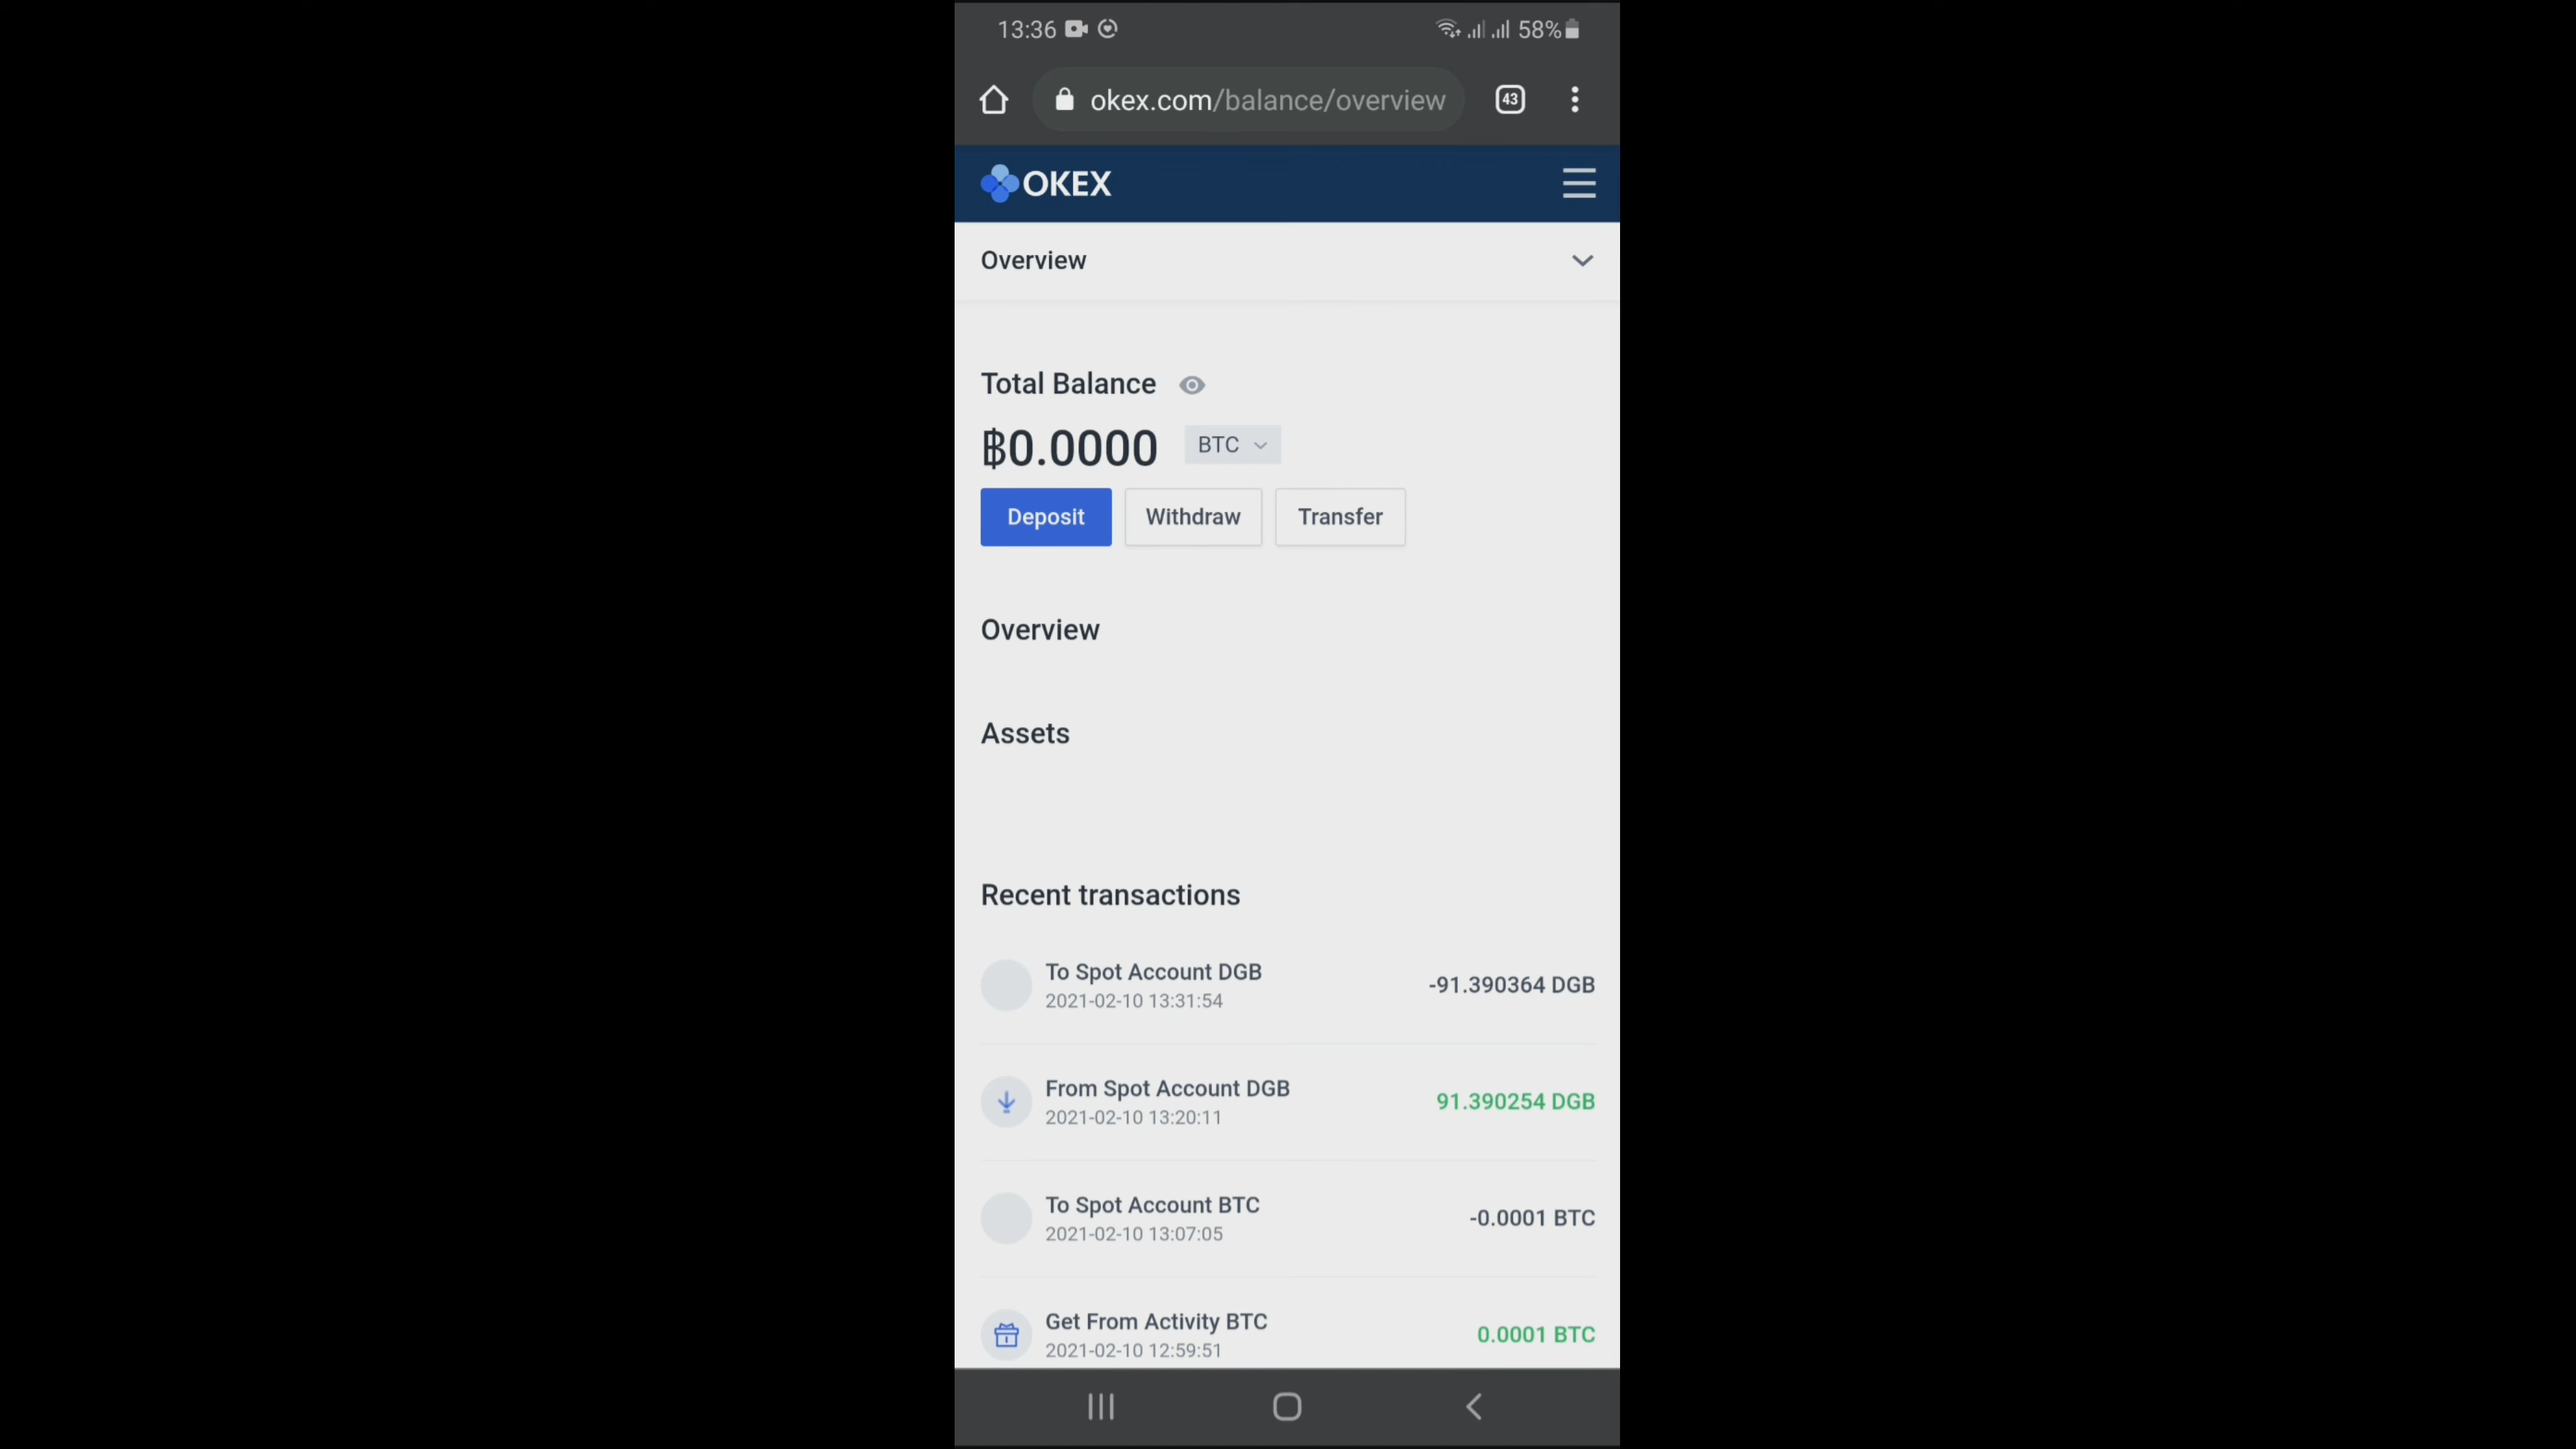 13:36 58%
okex.com/balance/overview 43
OKEX
Overview
Total Balance
฿0.0000 BTC
Deposit Withdraw Transfer
Overview
Assets
Recent transactions
To Spot Account DGB -91.390364 DGB
2021-02-10 13:31:54
From Spot Account DGB 91.390254 DGB
2021-02-10 13:20:11
To Spot Account BTC -0.0001 BTC
2021-02-10 13:07:05
Get From Activity BTC 0.0001 BTC
2021-02-10 12:59:51